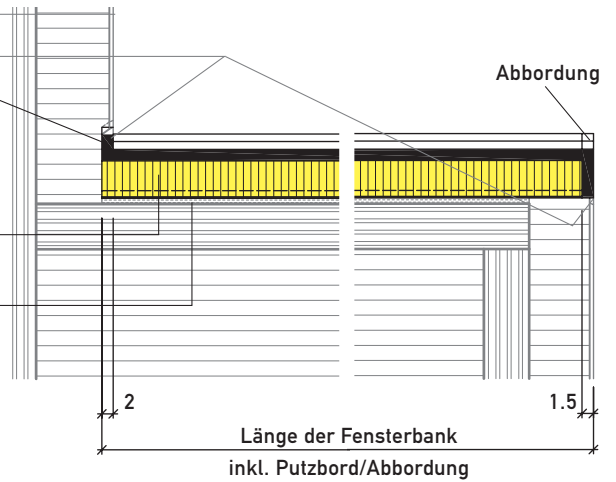 Abbordung
2
1.5
Länge der Fensterbank
inkl. Putzbord/Abbordung